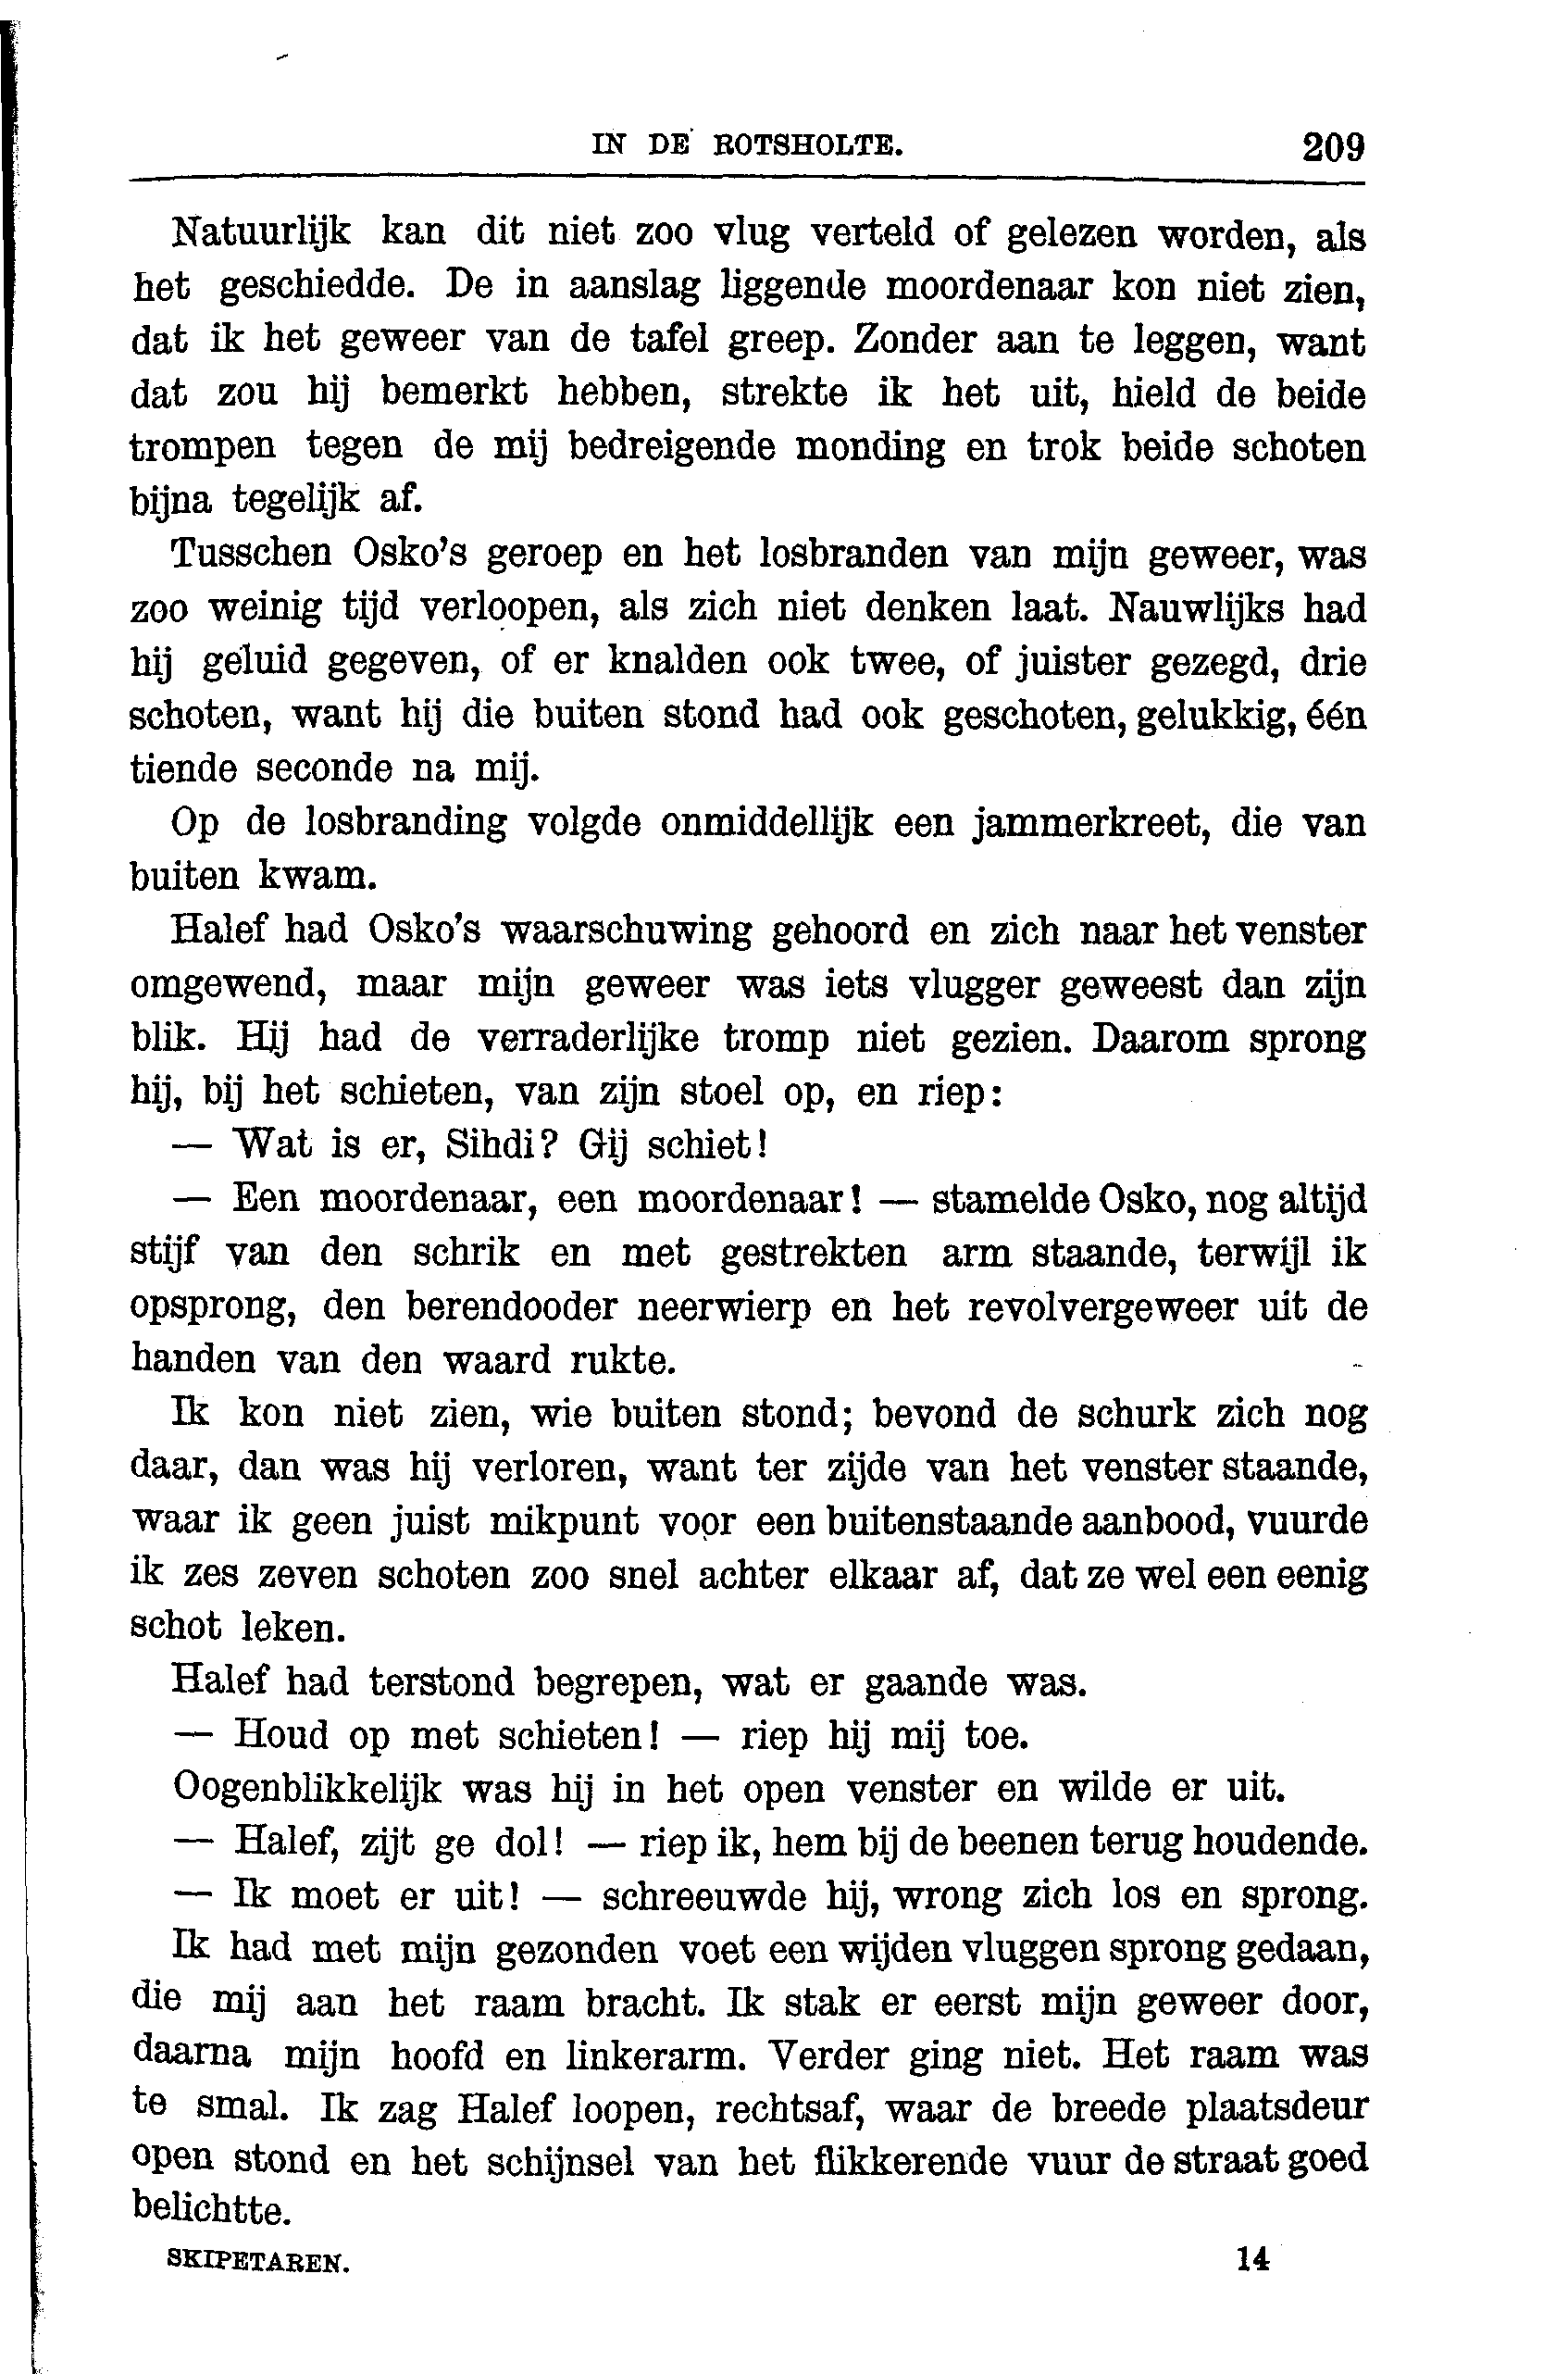 IN DE ROTSHOLTE. 209
Natuurlijk kan dit niet zoo vlug verteld of gelezen worden, als
het geschiedde. De in aanslag liggende moordenaar kon niet zien,
dat ik het geweer van de tafel greep. Zonder aan te leggen, want
dat zou hij bemerkt hebben, strekte ik het uit, hield de beide
trompen tegen de mij bedreigende monding en trok beide schoten
bijna tegelijk af.
Tusschen Osko's geroep en het losbranden van mijn geweer, was
zoo weinig tijd verloopen, als zich niet denken laat. Nauwlijks had
hij geluid gegeven, of er knalden ook twee, of juister gezegd, drie
schoten, want hij die buiten stond had ook geschoten, gelukkig, één
tiende seconde na mij.
Op de losbranding volgde onmiddellijk een jammerkreet, die van
buiten kwam.
Halef had Osko's waarschuwing gehoord en zich naar het venster
omgewend, maar mijn geweer was iets vlugger geweest dan zijn
blik. Hij had de verraderlijke tromp niet gezien. Daarom sprong
hij, bij het schieten, van zijn stoel op, en riep:
— Wat is er, Sihdi? Gij schiet!
— Een moordenaar, een moordenaar! — stamelde Osko, nog altijd
stijf van den schrik en met gestrekten arm staande, terwijl ik
opsprong, den berendooder neerwierp en het revolvergeweer uit de
handen van den waard rukte.
Ik kon niet zien, wie buiten stond; bevond de schurk zich nog
daar, dan was hij verloren, want ter zijde van het venster staande,
waar ik geen juist mikpunt voor een buitenstaande aanbood, vuurde
ik zes zeven schoten zoo snel achter elkaar af, dat ze wel een eenig
schot leken.
Halef had terstond begrepen, wat er gaande was.
— Houd op met schieten! — riep hij mij toe.
Oogenblikkelijk was hij in het open venster en wilde er uit.
— Halef, zijt ge dol! — riep ik, hem bij de beenen terug houdende.
— Ik moet er uit! — schreeuwde hij, wrong zich los en sprong.
Ik had met mijn gezonden voet een wijden vluggen sprong gedaan,
die mij aan het raam bracht. Ik stak er eerst mijn geweer door,
daarna mijn hoofd en linkerarm. Verder ging niet. Het raam was
te smal. Ik zag Halef loopen, rechtsaf, waar de breede plaatsdeur
open stond en het schijnsel van het flikkerende vuur de straat goed
belichtte.
SKIPETAREN. 14